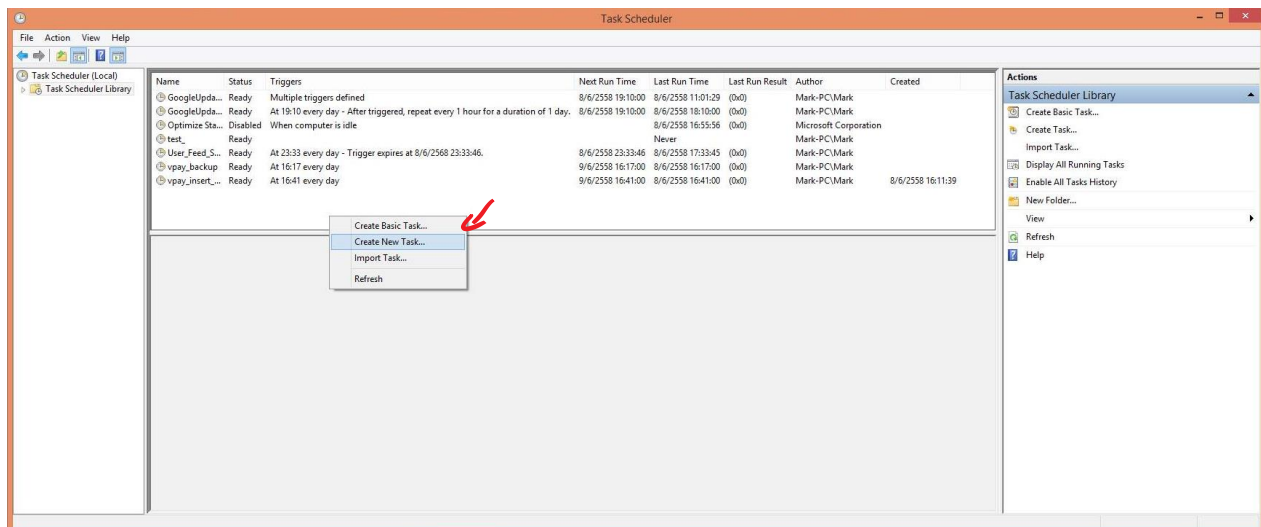 Task Scheduler
File Action View Help
Task Scheduler (Local)
Task Scheduler Library
Name Status Triggers Next Run Time Last Run Time Last Run Result Author Created
GoogleUpda... Ready Multiple triggers defined 8/6/2558 19:10:00 8/6/2558 11:01:29 (0x0) Mark-PC\Mark
GoogleUpda... Ready At 19:10 every day - After triggered, repeat every 1 hour for a duration of 1 day. 8/6/2558 19:10:00 8/6/2558 18:10:00 (0x0) Mark-PC\Mark
Optimize Sta... Disabled When computer is idle 8/6/2558 16:55:56 (0x0) Microsoft Corporation
test_ Ready Never Mark-PC\Mark
User_Feed_S... Ready At 23:33 every day - Trigger expires at 8/6/2568 23:33:46. 8/6/2558 23:33:46 8/6/2558 17:33:45 (0x0) Mark-PC\Mark
vpay_backup Ready At 16:17 every day 9/6/2558 16:17:00 8/6/2558 16:17:00 (0x0) Mark-PC\Mark
vpay_insert_... Ready At 16:41 every day 9/6/2558 16:41:00 8/6/2558 16:41:00 (0x0) Mark-PC\Mark 8/6/2558 16:11:39
Create Basic Task...
Create New Task...
Import Task...
Refresh
Actions
Task Scheduler Library
Create Basic Task...
Create Task...
Import Task...
Display All Running Tasks
Enable All Tasks History
New Folder...
View
Refresh
Help